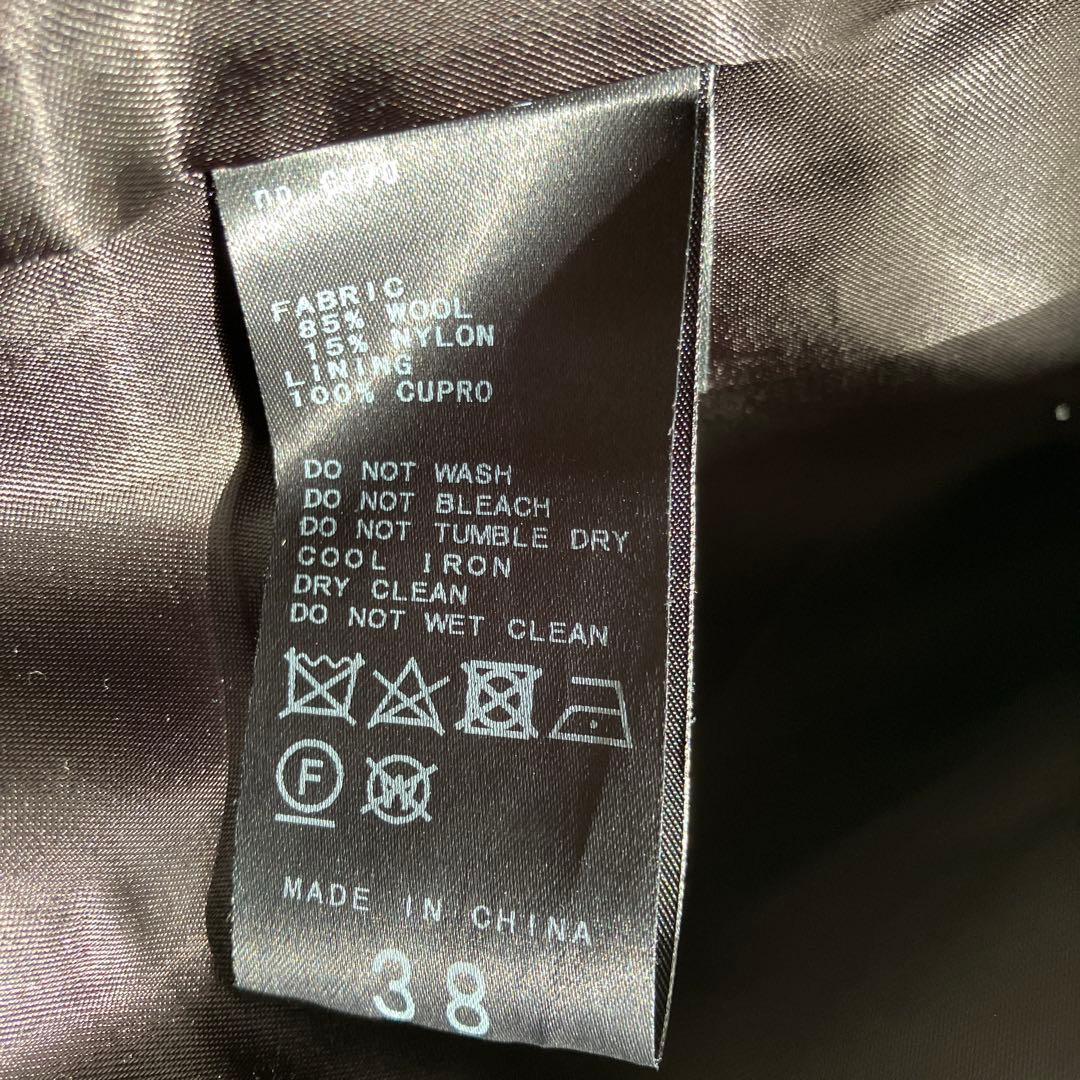 FABRIC
85% WOOL
15% NYLON
LINING
100% CUPRO
DO NOT WASH
DO NOT BLEACH
DO NOT TUMBLE DRY
COOL IRON
DRY CLEAN
DO NOT WET CLEAN
F W
MADE IN CHINA
38